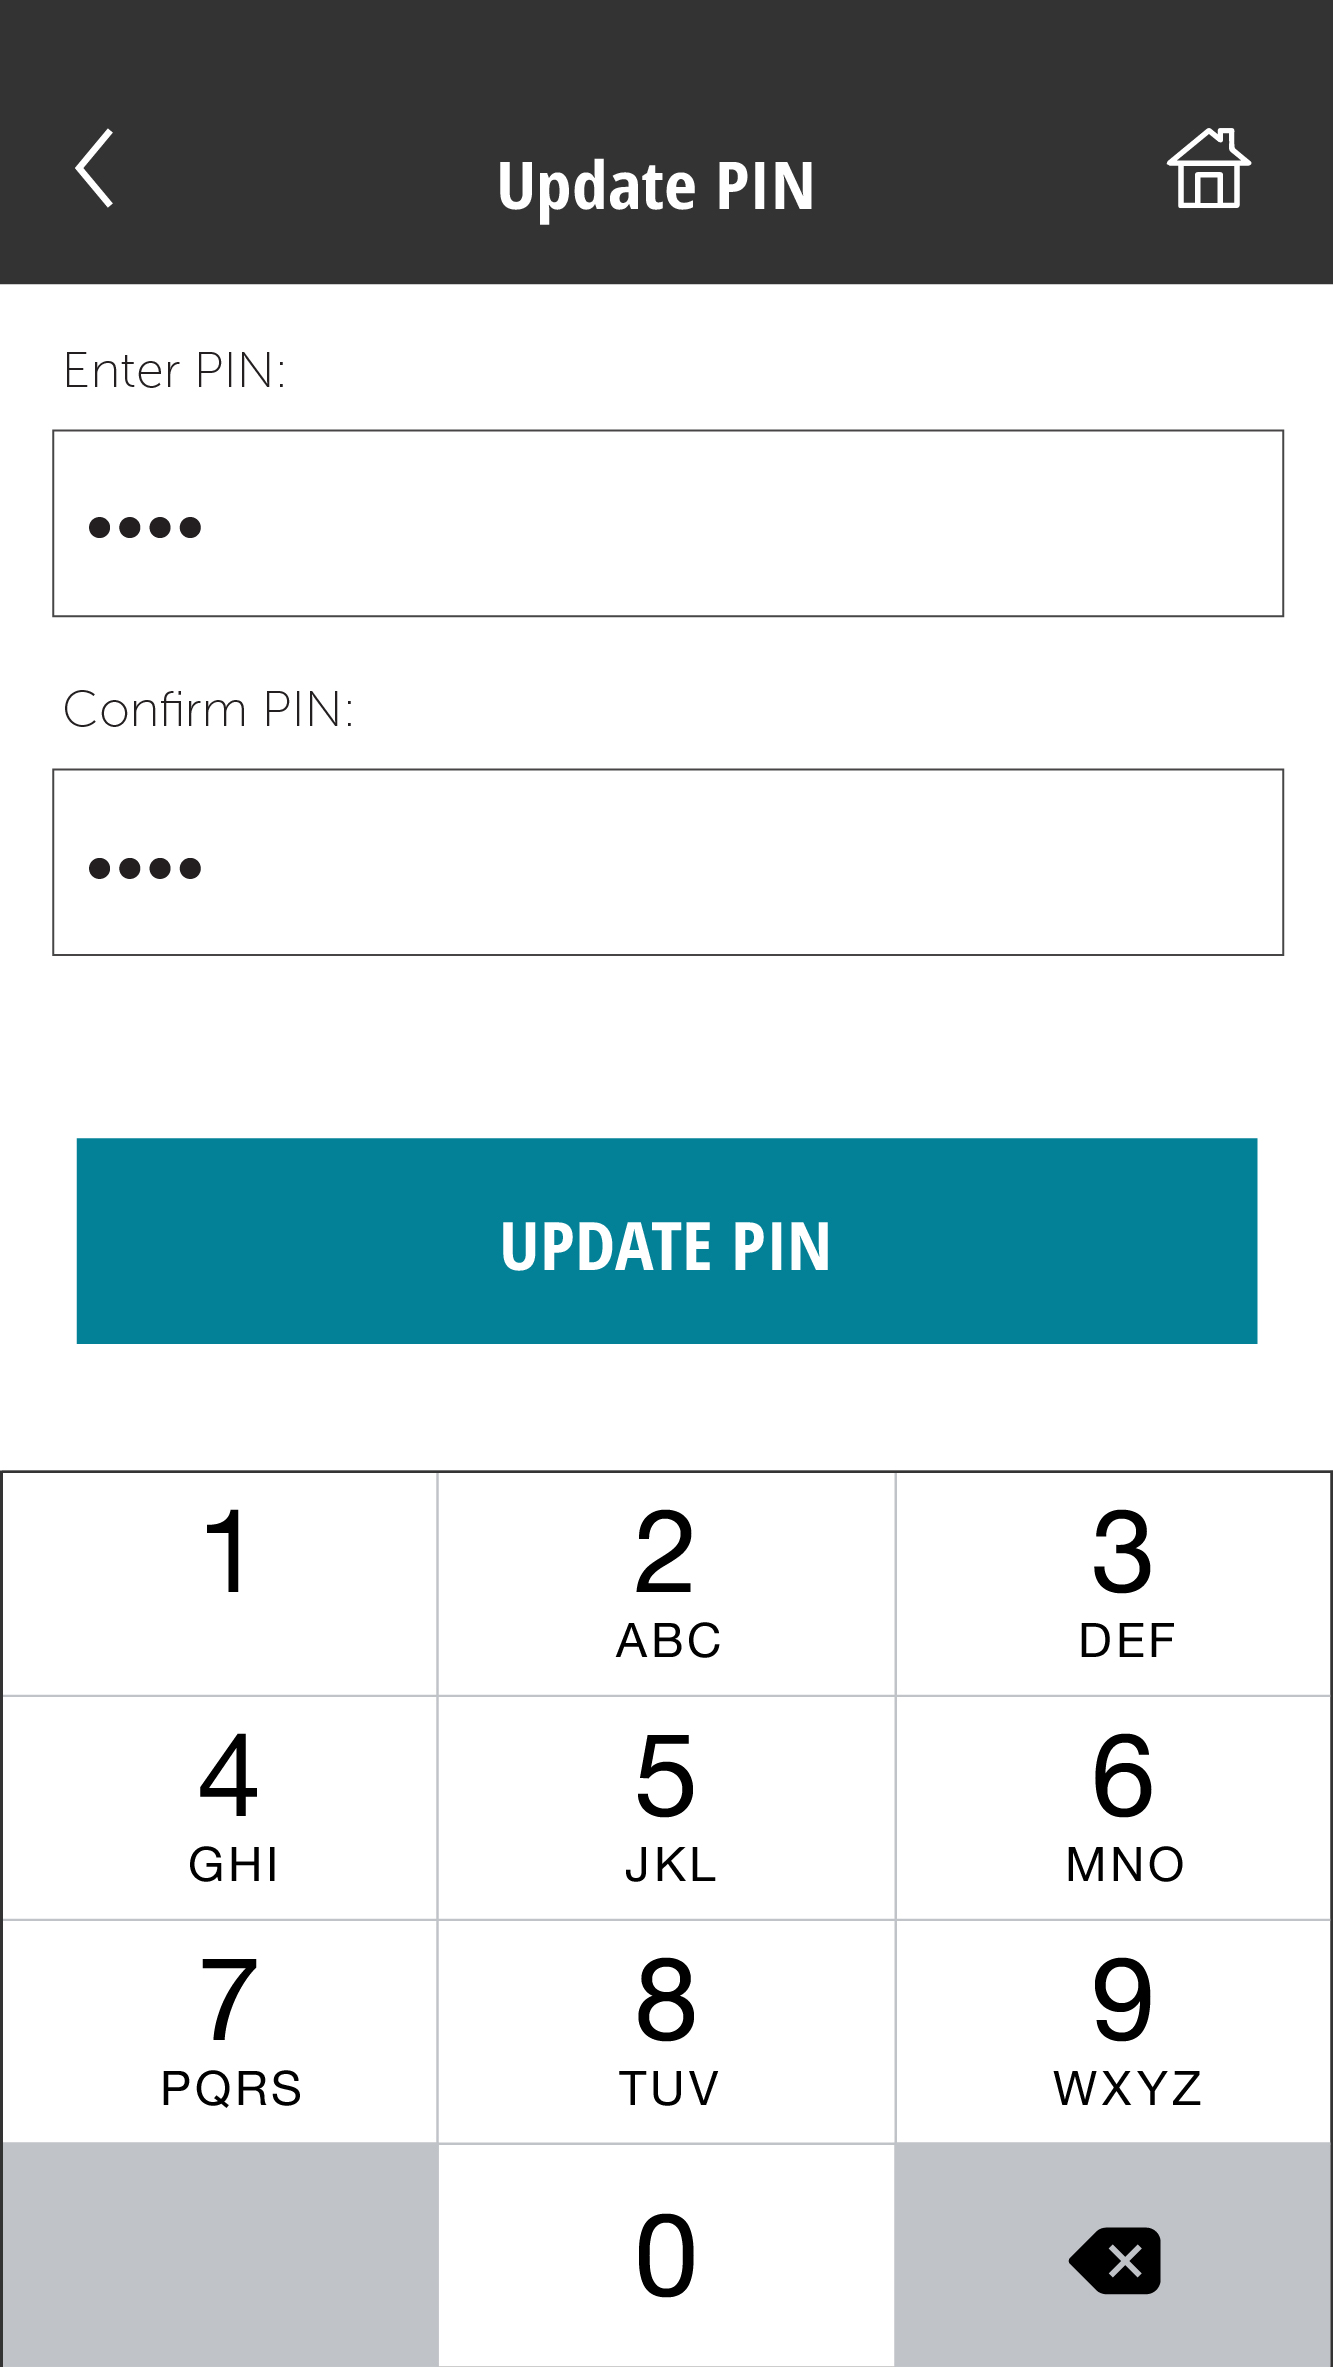 Update PIN
Enter PIN:
••••
Confirm PIN:
••••
UPDATE PIN
1 2 3
ABC DEF
4 5 6
GHI JKL MNO
7 8 9
PQRS TUV WXYZ
0